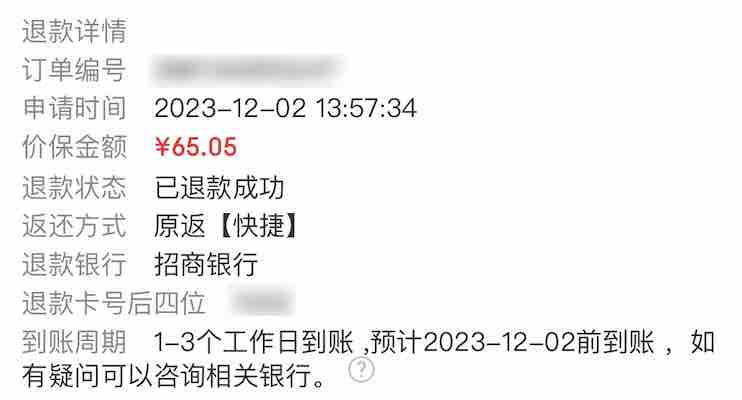 退款详情
订单编号
申请时间 2023-12-02 13:57:34
价保金额 ¥65.05
退款状态 已退款成功
返还方式 原返【快捷】
退款银行 招商银行
退款卡号后四位
到账周期 1-3个工作日到账 ,预计2023-12-02前到账 ，如
有疑问可以咨询相关银行。 ?